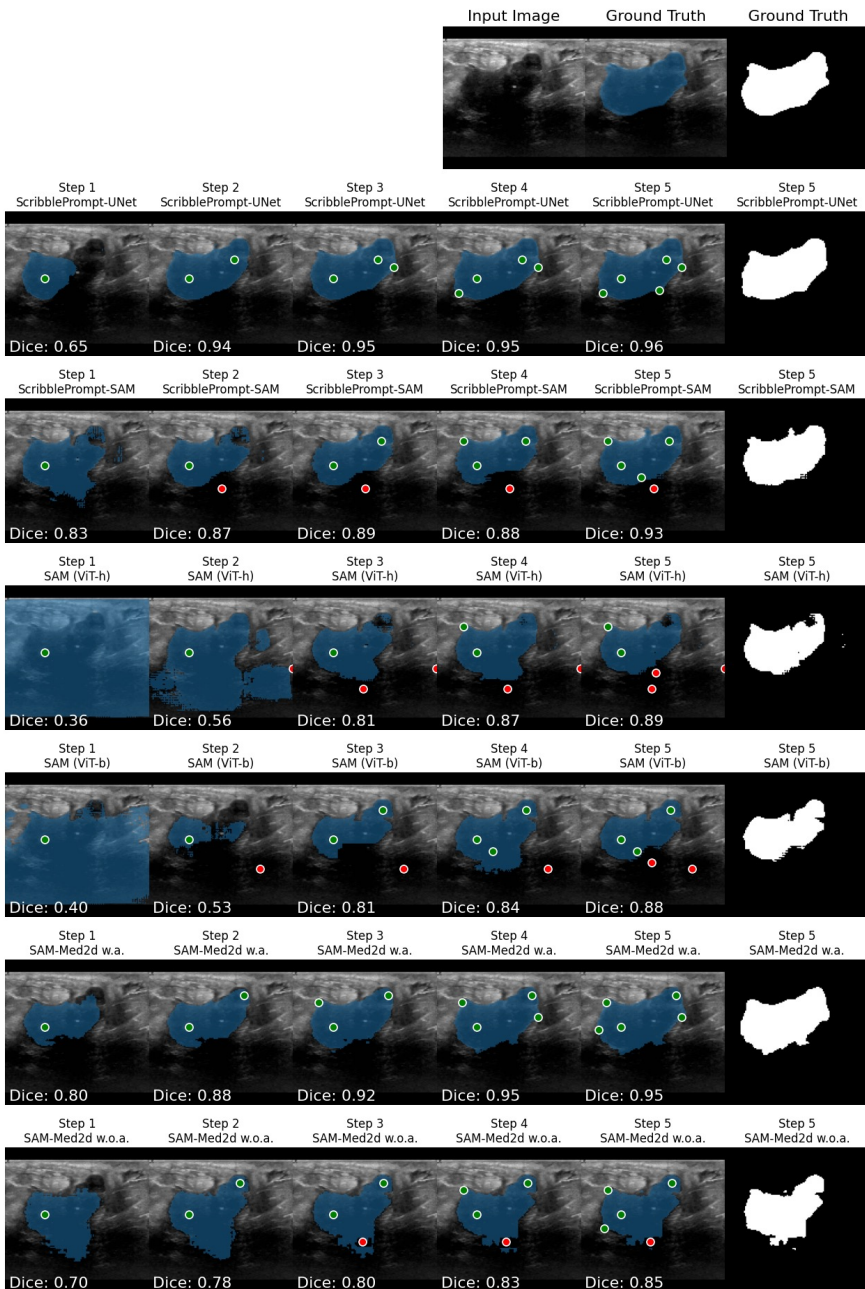 Input Image Ground Truth Ground Truth
Step 1 Step 2 Step 3 Step 4 Step 5 Step 5
ScribblePrompt-UNet ScribblePrompt-UNet ScribblePrompt-UNet ScribblePrompt-UNet ScribblePrompt-UNet ScribblePrompt-UNet
Dice: 0.65 Dice: 0.94 Dice: 0.95 Dice: 0.95 Dice: 0.96
Step 1 Step 2 Step 3 Step 4 Step 5 Step 5
ScribblePrompt-SAM ScribblePrompt-SAM ScribblePrompt-SAM ScribblePrompt-SAM ScribblePrompt-SAM ScribblePrompt-SAM
Dice: 0.83 Dice: 0.87 Dice: 0.89 Dice: 0.88 Dice: 0.93
Step 1 Step 2 Step 3 Step 4 Step 5 Step 5
SAM (ViT-h) SAM (ViT-h) SAM (ViT-h) SAM (ViT-h) SAM (ViT-h) SAM (ViT-h)
Dice: 0.36 Dice: 0.56 Dice: 0.81 Dice: 0.87 Dice: 0.89
Step 1 Step 2 Step 3 Step 4 Step 5 Step 5
SAM (ViT-b) SAM (ViT-b) SAM (ViT-b) SAM (ViT-b) SAM (ViT-b) SAM (ViT-b)
Dice: 0.40 Dice: 0.53 Dice: 0.81 Dice: 0.84 Dice: 0.88
Step 1 Step 2 Step 3 Step 4 Step 5 Step 5
SAM-Med2d w.a. SAM-Med2d w.a. SAM-Med2d w.a. SAM-Med2d w.a. SAM-Med2d w.a. SAM-Med2d w.a.
Dice: 0.80 Dice: 0.88 Dice: 0.92 Dice: 0.95 Dice: 0.95
Step 1 Step 2 Step 3 Step 4 Step 5 Step 5
SAM-Med2d w.o.a. SAM-Med2d w.o.a. SAM-Med2d w.o.a. SAM-Med2d w.o.a. SAM-Med2d w.o.a. SAM-Med2d w.o.a.
Dice: 0.70 Dice: 0.78 Dice: 0.80 Dice: 0.83 Dice: 0.85